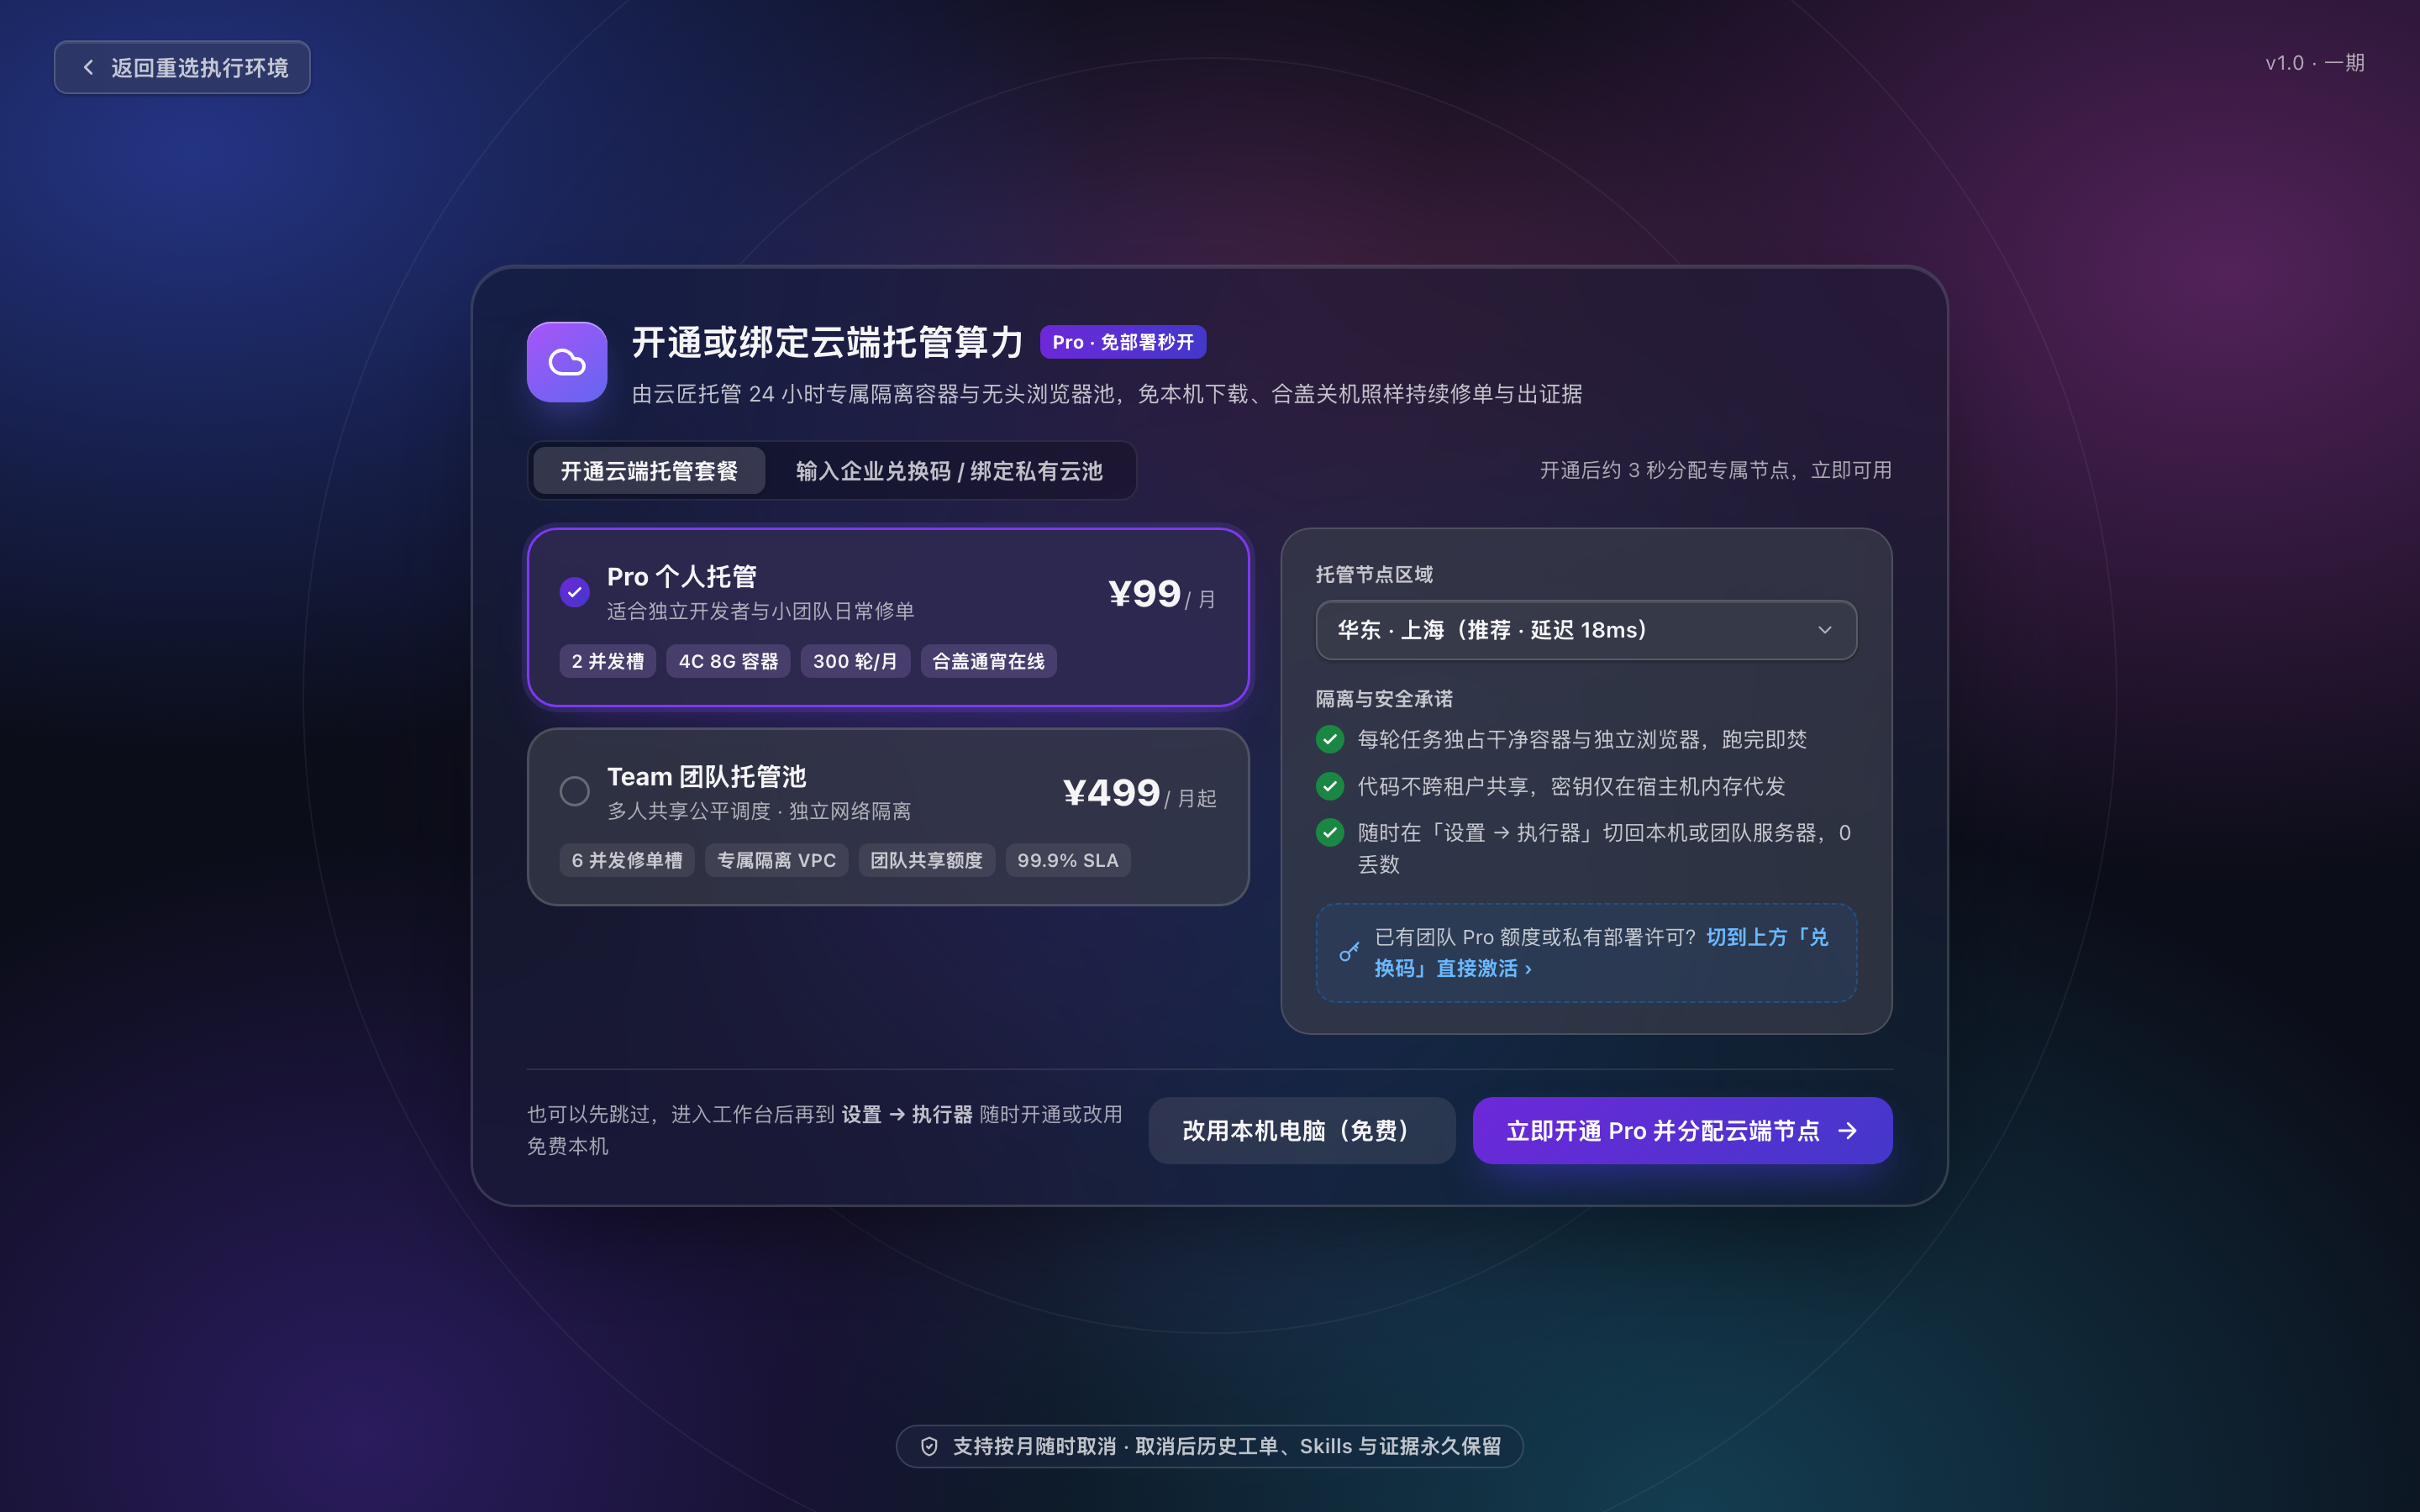 返回重选执行环境
v1.0 · 一期
开通或绑定云端托管算力
Pro · 免部署秒开
由云匠托管 24 小时专属隔离容器与无头浏览器池，免本机下载、合盖关机照样持续修单与出证据
开通云端托管套餐
输入企业兑换码 / 绑定私有云池
开通后约 3 秒分配专属节点，立即可用
Pro 个人托管
适合独立开发者与小团队日常修单
¥99 / 月
2 并发槽
4C 8G 容器
300 轮/月
合盖通宵在线
Team 团队托管池
多人共享公平调度 · 独立网络隔离
¥499 / 月起
6 并发修单槽
专属隔离 VPC
团队共享额度
99.9% SLA
托管节点区域
华东 · 上海（推荐 · 延迟 18ms）
隔离与安全承诺
每轮任务独占干净容器与独立浏览器，跑完即焚
代码不跨租户共享，密钥仅在宿主机内存代发
随时在「设置 → 执行器」切回本机或团队服务器，0
丢数
已有团队 Pro 额度或私有部署许可？切到上方「兑
换码」直接激活 ›
也可以先跳过，进入工作台后再到 设置 → 执行器 随时开通或改用
免费本机
改用本机电脑（免费）
立即开通 Pro 并分配云端节点 →
支持按月随时取消 · 取消后历史工单、Skills 与证据永久保留